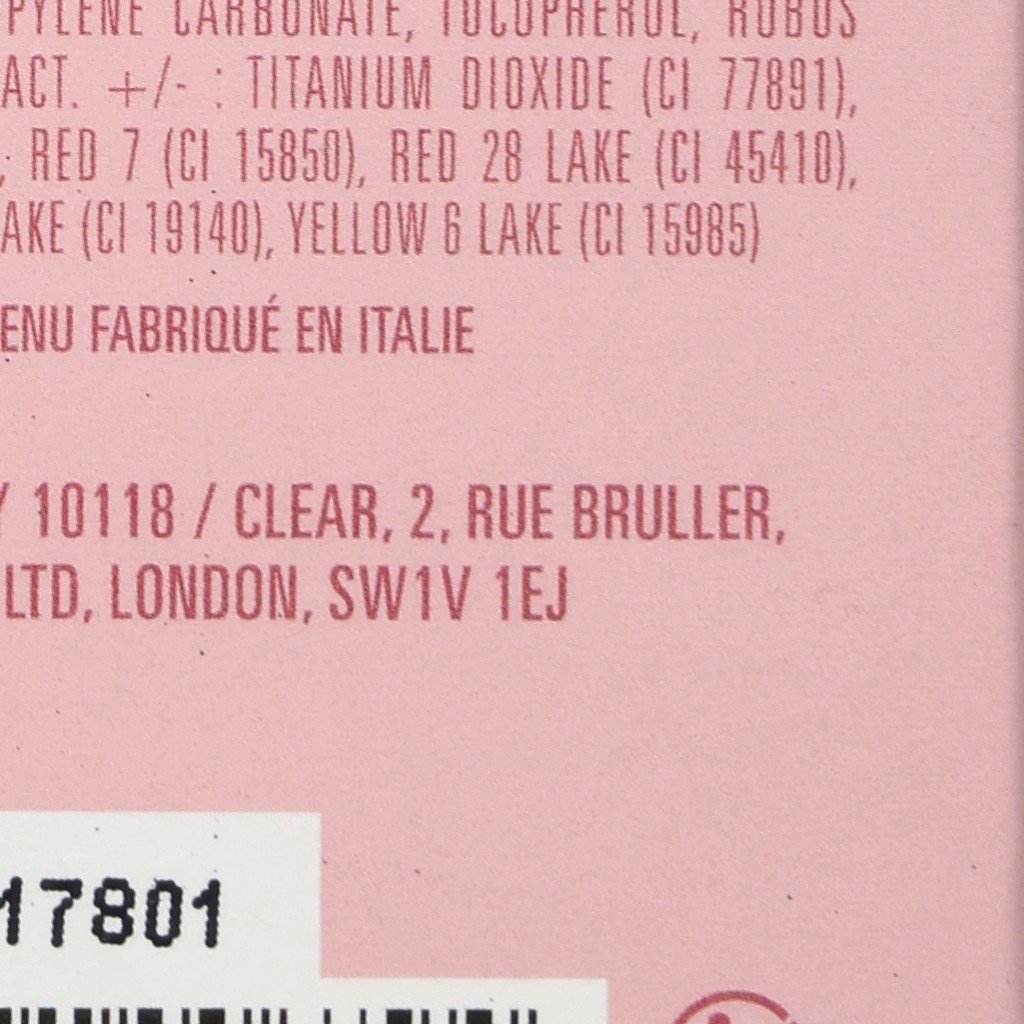 PYLENE CARBONATE, TOCOPHEROL, RUBUS
ACT. +/- : TITANIUM DIOXIDE (CI 77891),
, RED 7 (CI 15850), RED 28 LAKE (CI 45410),
AKE (CI 19140), YELLOW 6 LAKE (CI 15985)
ENU FABRIQUÉ EN ITALIE
Y 10118 / CLEAR, 2, RUE BRULLER,
LTD, LONDON, SW1V 1EJ
17801